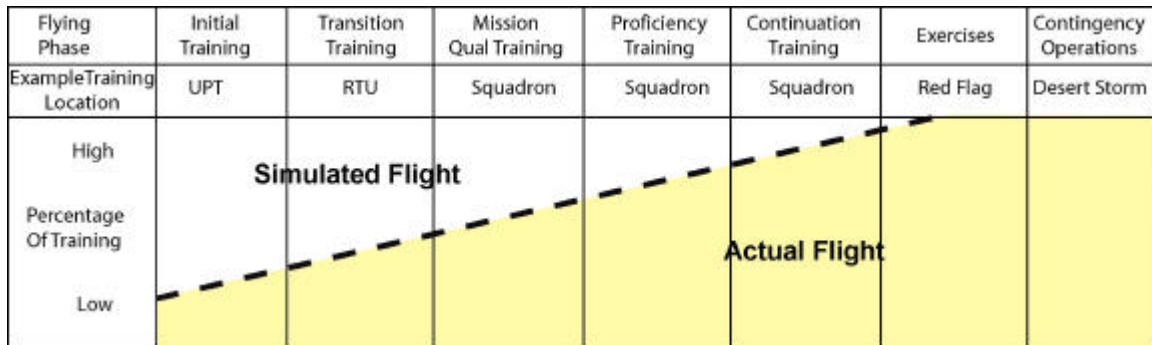 Flying
Phase
Initial
Training
Transition
Training
Mission
Qual Training
Proficiency
Training
Continuation
Training
Exercises
Contingency
Operations
ExampleTraining
Location
UPT
RTU
Squadron
Squadron
Squadron
Red Flag
Desert Storm
High
Simulated Flight
Percentage
Of Training
Actual Flight
Low